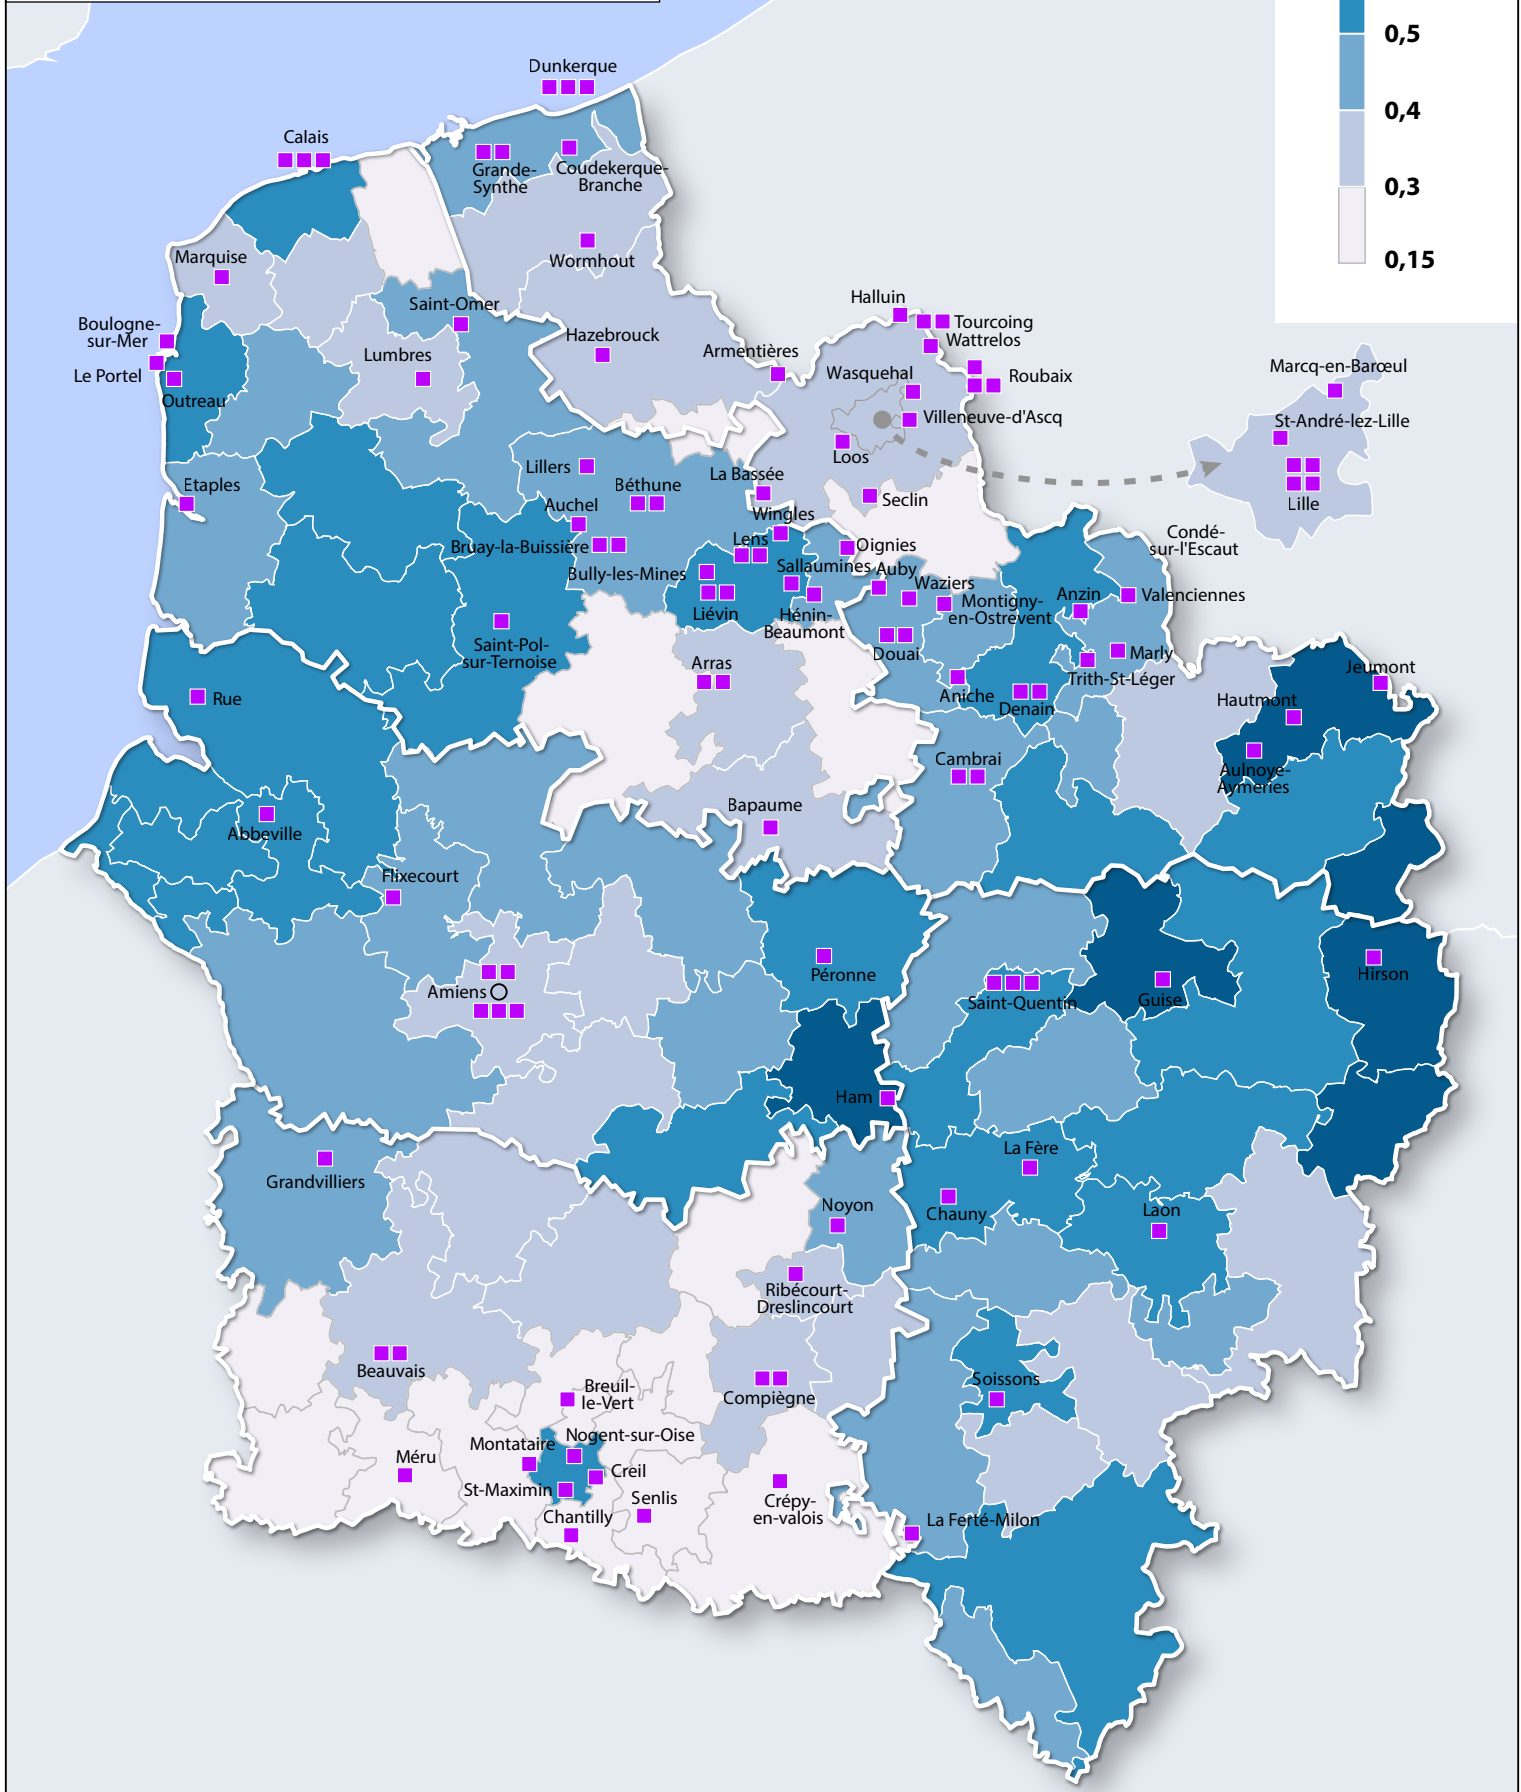 0,5
0,4
0,3
0,15
Dunkerque
Calais
Grande-
Synthe
Coudekerque-
Branche
Marquise
Wormhout
Saint-Omer
Halluin
Tourcoing
Wattrelos
Boulogne-
sur-Mer
Hazebrouck
Lumbres
Armentières
Wasquehal
Roubaix
Marcq-en-Barœul
Le Portel
Outreau
Villeneuve-d'Ascq
St-André-lez-Lille
Loos
Lillers
La Bassée
Etaples
Béthune
Seclin
Lille
Auchel
Wingles
Condé-
sur-l'Escaut
Lens
Oignies
Bruay-la-Buissière
Sallaumines
Auby
Bully-les-Mines
Waziers
Montigny-
en-Ostrevent
Anzin
Valenciennes
Liévin
Hénin-
Beaumont
Saint-Pol-
sur-Ternoise
Douai
Marly
Arras
Trith-St-Léger
Jeumont
Rue
Aniche
Denain
Hautmont
Cambrai
Aulnoye-
Aymeries
Bapaume
Abbeville
Flixecourt
Péronne
Hirson
Amiens
Saint-Quentin
Guise
Ham
La Fère
Grandvilliers
Noyon
Chauny
Laon
Ribécourt-
Dreslincourt
Beauvais
Soissons
Breuil-
le-Vert
Compiègne
Nogent-sur-Oise
Montataire
Méru
Creil
St-Maximin
Senlis
Crépy-
en-valois
Chantilly
La Ferté-Milon